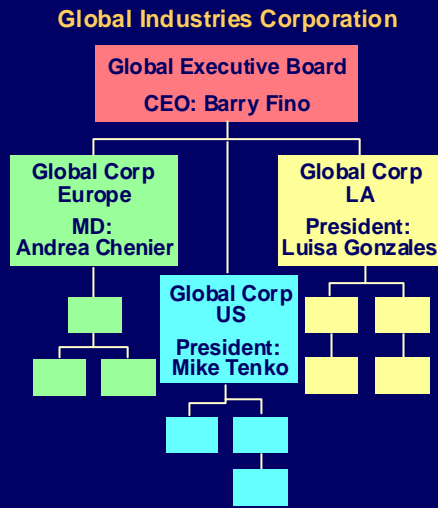 Global Industries Corporation
Global Executive Board
CEO: Barry Fino
Global Corp
Europe
MD:
Andrea Chenier
Global Corp
LA
President:
Luisa Gonzales
Global Corp
US
President:
Mike Tenko